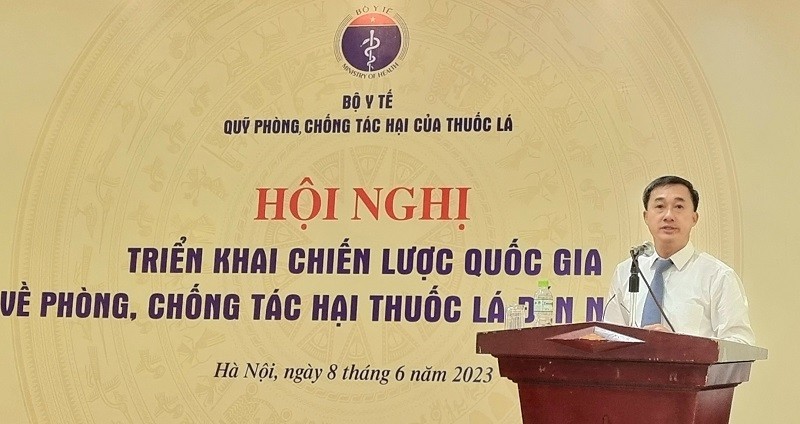 BỘ Y TẾ
MINISTRY OF HEALTH
BỘ Y TẾ
QUỸ PHÒNG, CHỐNG TÁC HẠI CỦA THUỐC LÁ
HỘI NGHỊ
TRIỂN KHAI CHIẾN LƯỢC QUỐC GIA
VỀ PHÒNG, CHỐNG TÁC HẠI THUỐC LÁ
Hà Nội, ngày 8 tháng 6 năm 2023